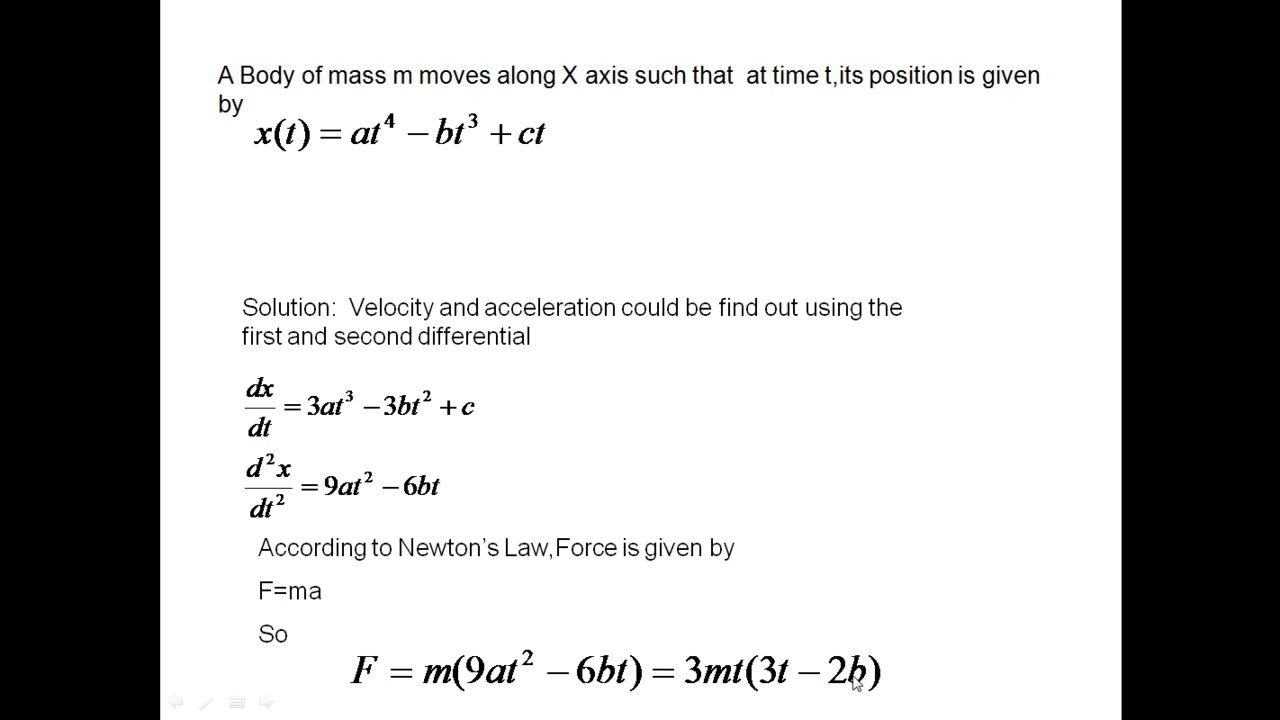 A Body of mass m moves along X axis such that at time t,its position is given
by
x(t) = at⁴ − bt³ + ct
Solution: Velocity and acceleration could be find out using the
first and second differential
dx/dt = 3at³ − 3bt² + c
d²x/dt² = 9at² − 6bt
According to Newton's Law,Force is given by
F=ma
So
F = m(9at² − 6bt) = 3mt(3t − 2b)